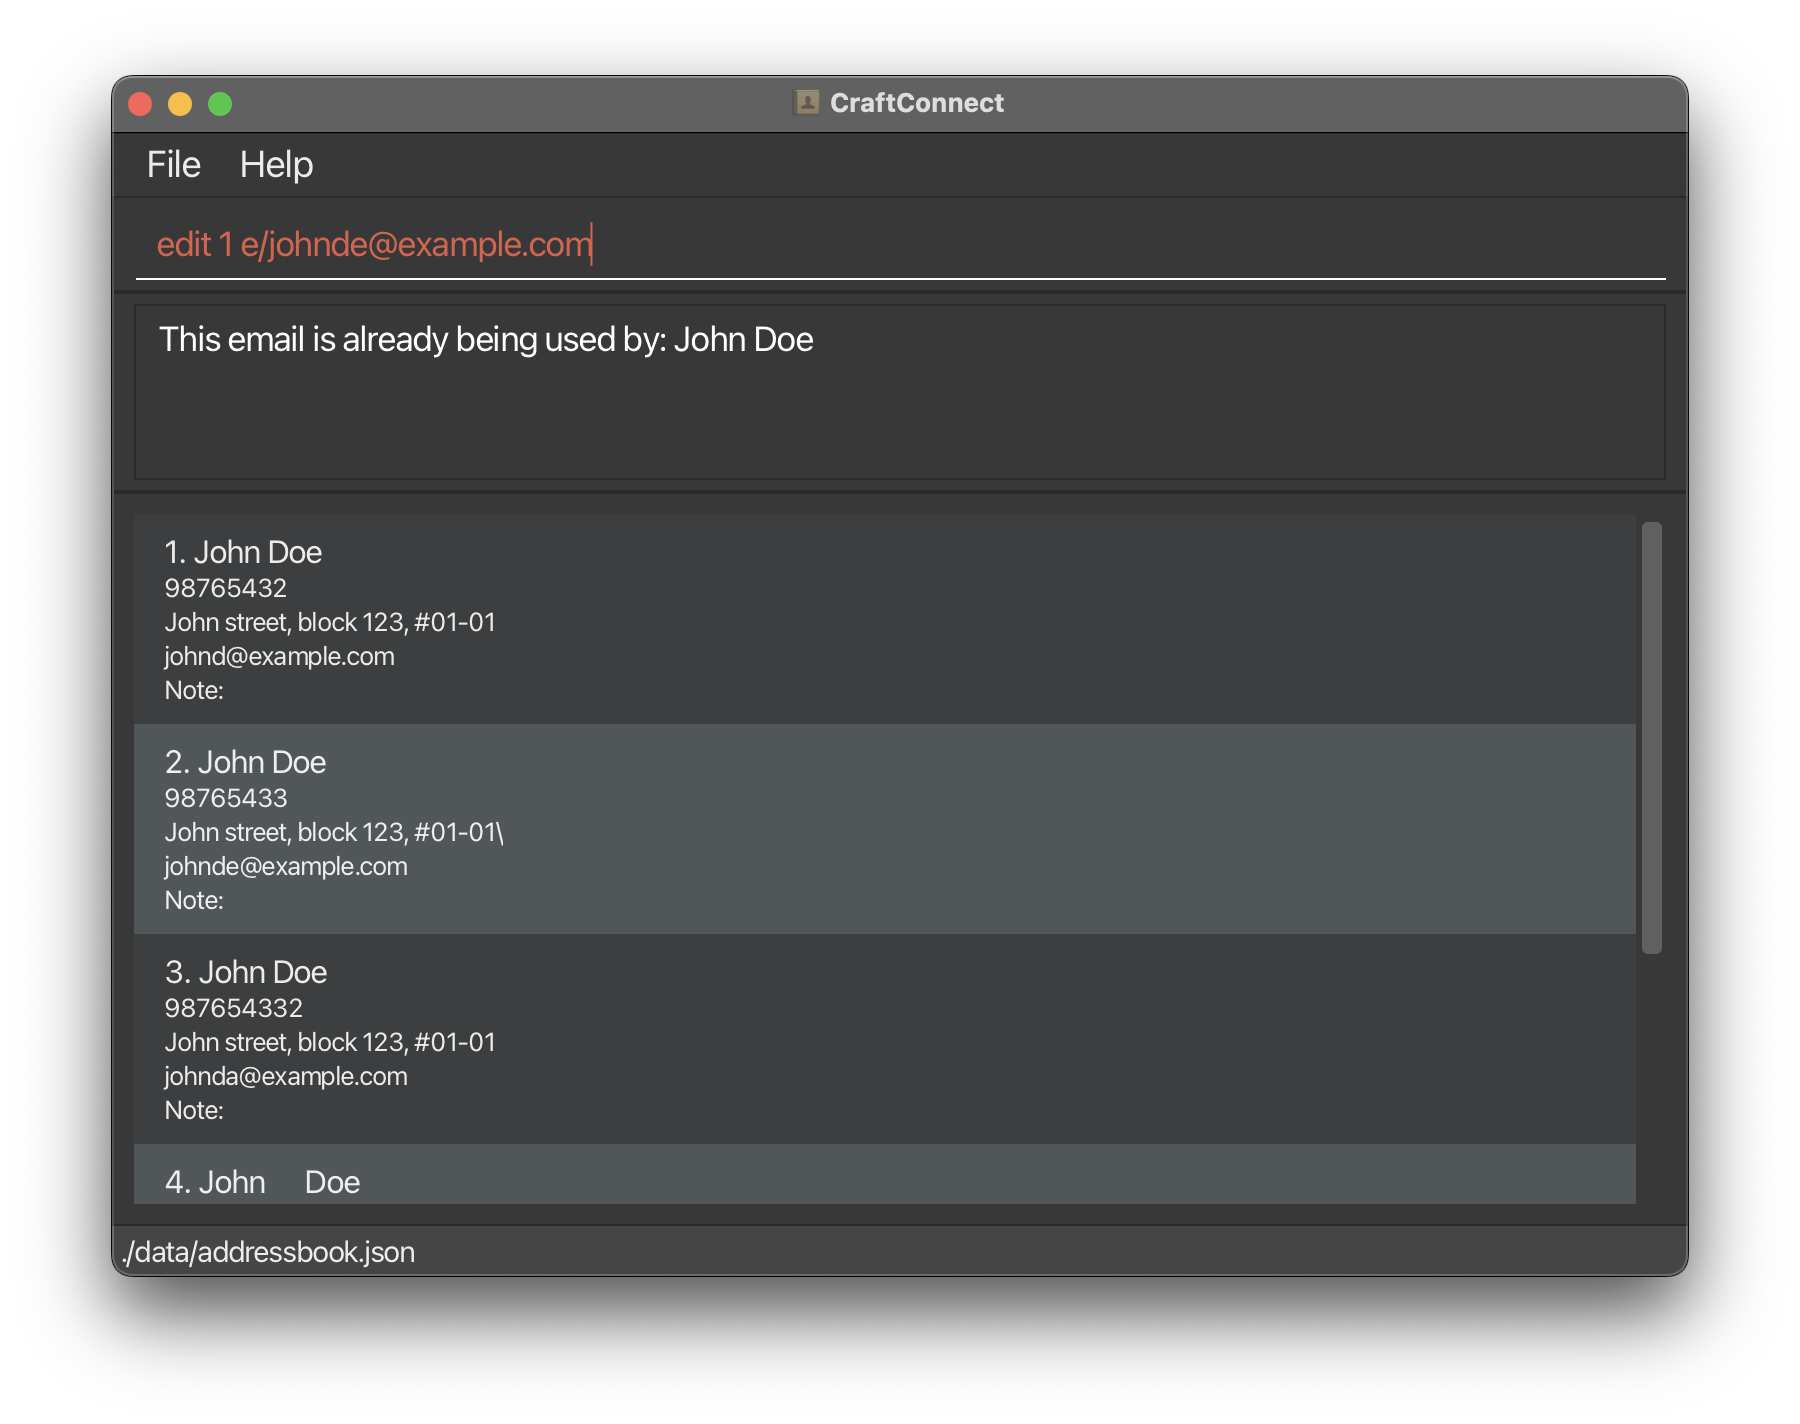 CraftConnect
File Help
edit 1 e/johnde@example.com
This email is already being used by: John Doe
1. John Doe
98765432
John street, block 123, #01-01
johnd@example.com
Note:
2. John Doe
98765433
John street, block 123, #01-01\
johnde@example.com
Note:
3. John Doe
987654332
John street, block 123, #01-01
johnda@example.com
Note:
4. John    Doe
./data/addressbook.json